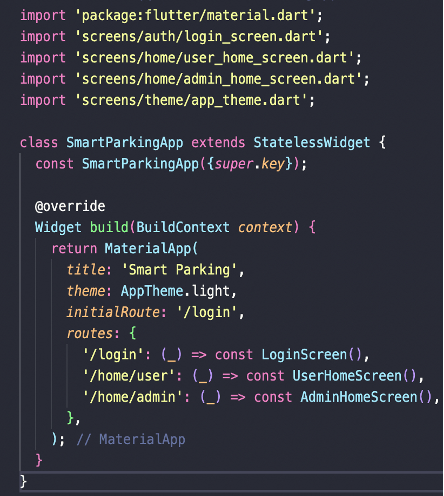 import 'package:flutter/material.dart';
import 'screens/auth/login_screen.dart';
import 'screens/home/user_home_screen.dart';
import 'screens/home/admin_home_screen.dart';
import 'screens/theme/app_theme.dart';

class SmartParkingApp extends StatelessWidget {
  const SmartParkingApp({super.key});

  @override
  Widget build(BuildContext context) {
    return MaterialApp(
      title: 'Smart Parking',
      theme: AppTheme.light,
      initialRoute: '/login',
      routes: {
        '/login': (_) => const LoginScreen(),
        '/home/user': (_) => const UserHomeScreen(),
        '/home/admin': (_) => const AdminHomeScreen(),
      },
    ); // MaterialApp
  }
}